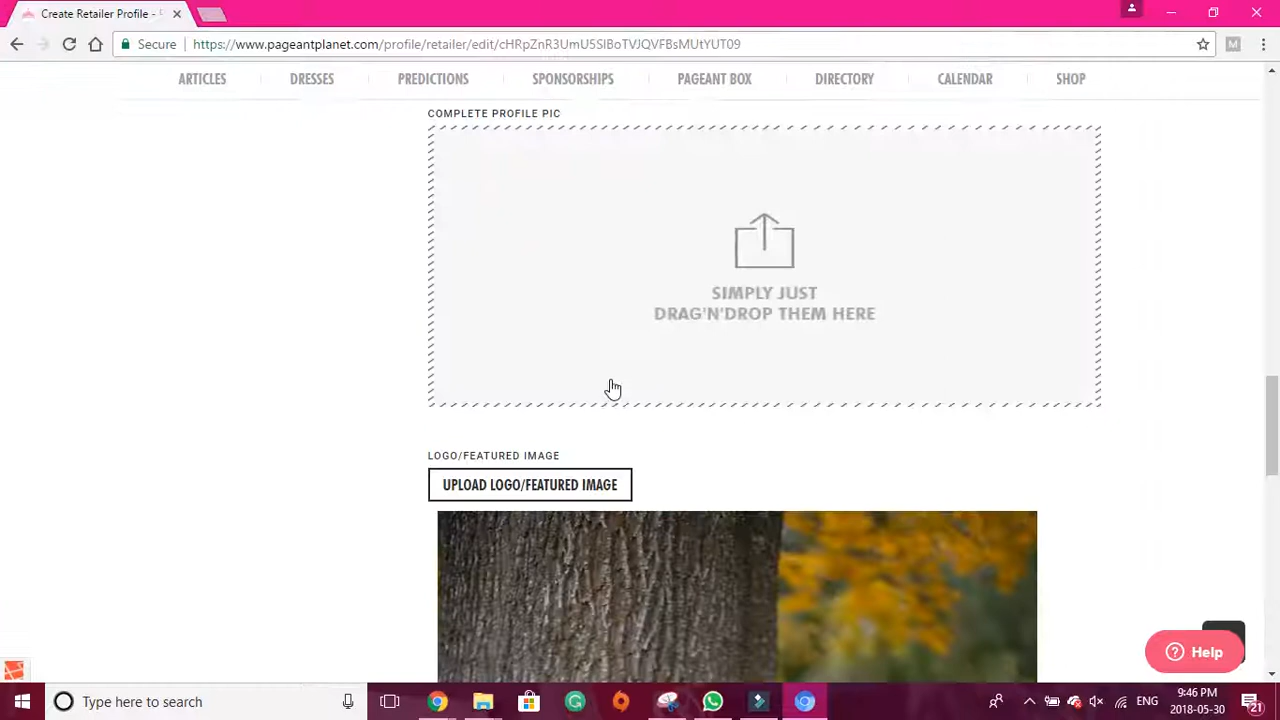 Create Retailer Profile -
Secure https://www.pageantplanet.com/profile/retailer/edit/cHRpZnR3UmU5SlBoTVJQVFBsMUtYUT09
M
ARTICLES DRESSES PREDICTIONS SPONSORSHIPS PAGEANT BOX DIRECTORY CALENDAR SHOP
COMPLETE PROFILE PIC
SIMPLY JUST
DRAG'N'DROP THEM HERE
LOGO/FEATURED IMAGE
UPLOAD LOGO/FEATURED IMAGE
? Help
Type here to search
ENG
9:46 PM
2018-05-30
21